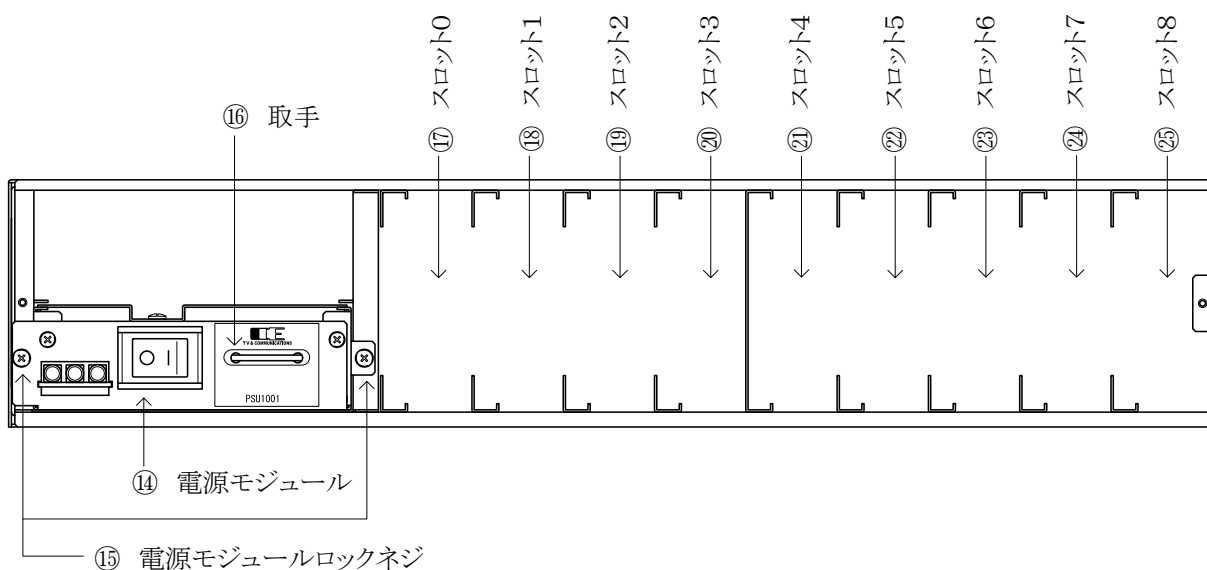 ⑰ スロット0
⑱ スロット1
⑲ スロット2
⑳ スロット3
㉑ スロット4
㉒ スロット5
㉓ スロット6
㉔ スロット7
㉕ スロット8
⑯ 取手
TV & COMMUNICATIONS
PSU1001
⑭ 電源モジュール
⑮ 電源モジュールロックネジ